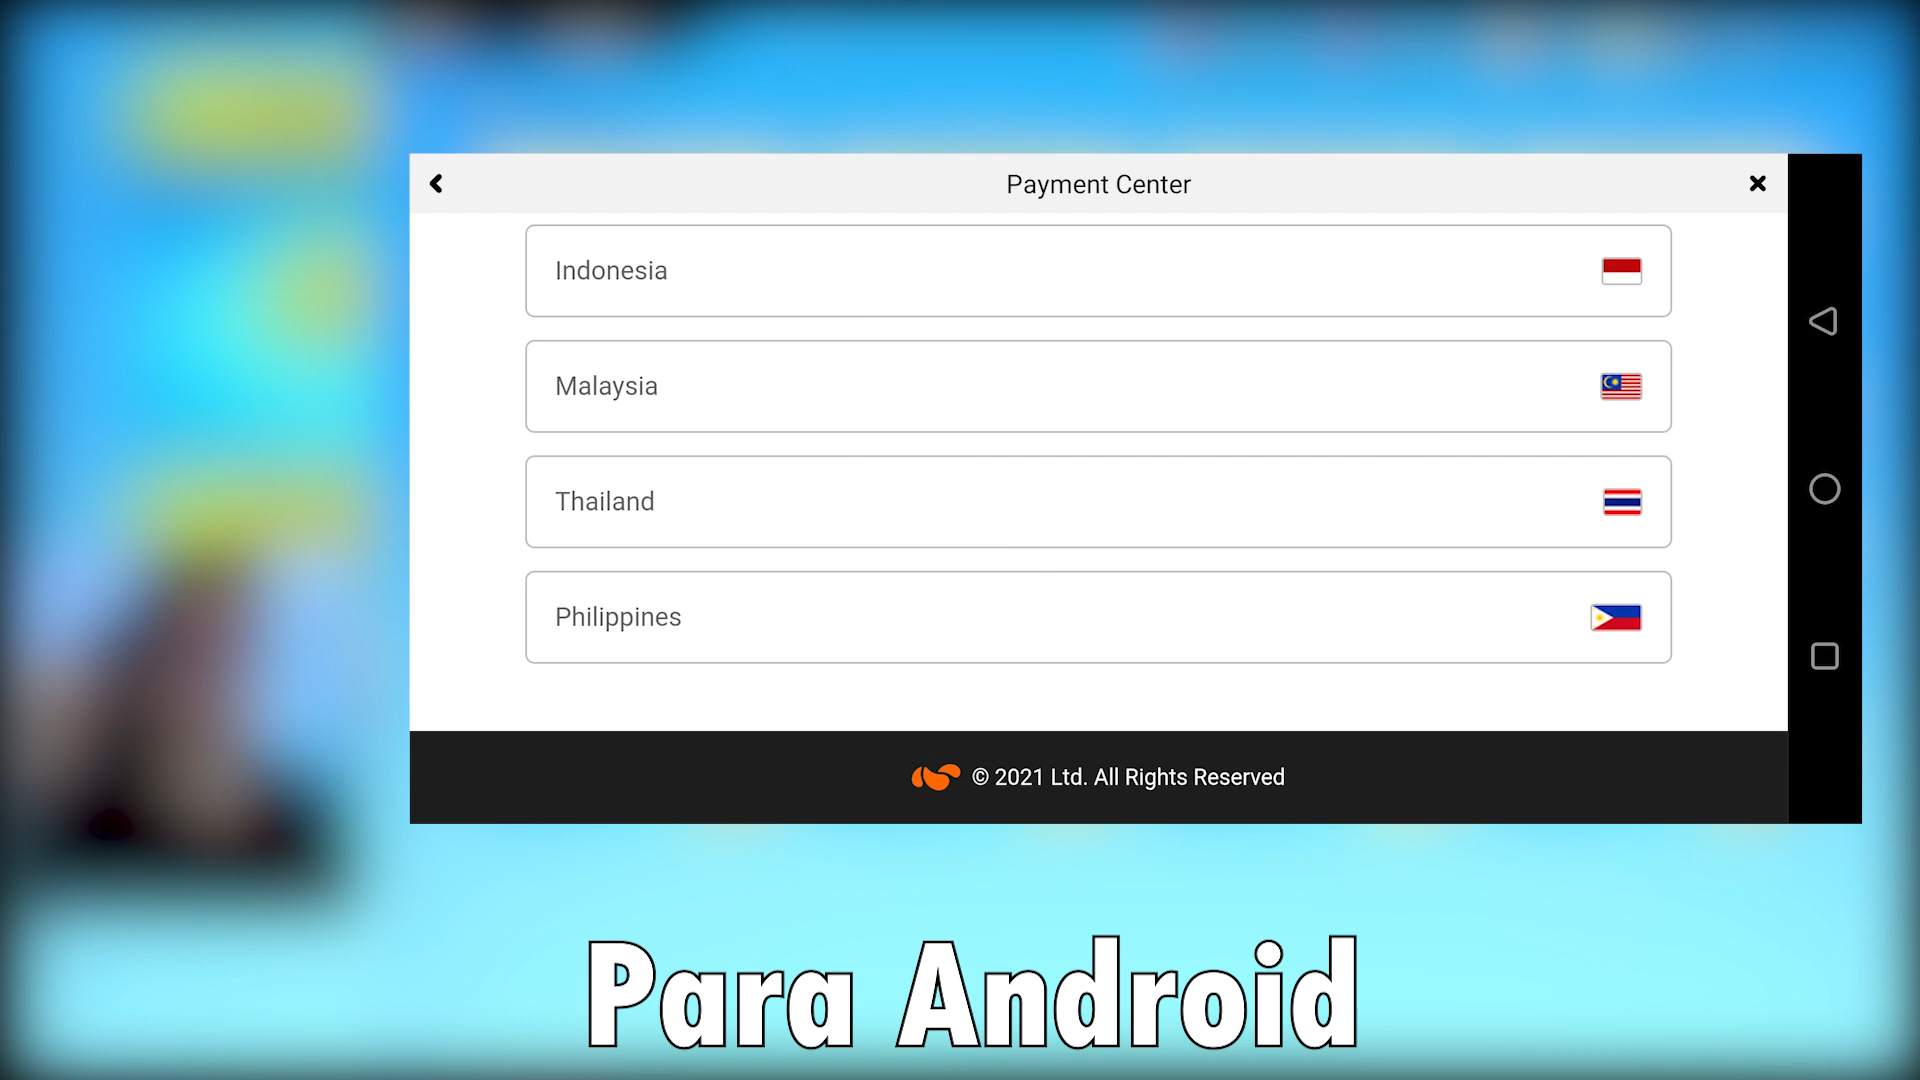 Payment Center
Indonesia
Malaysia
Thailand
Philippines
© 2021 Ltd. All Rights Reserved
Para Android